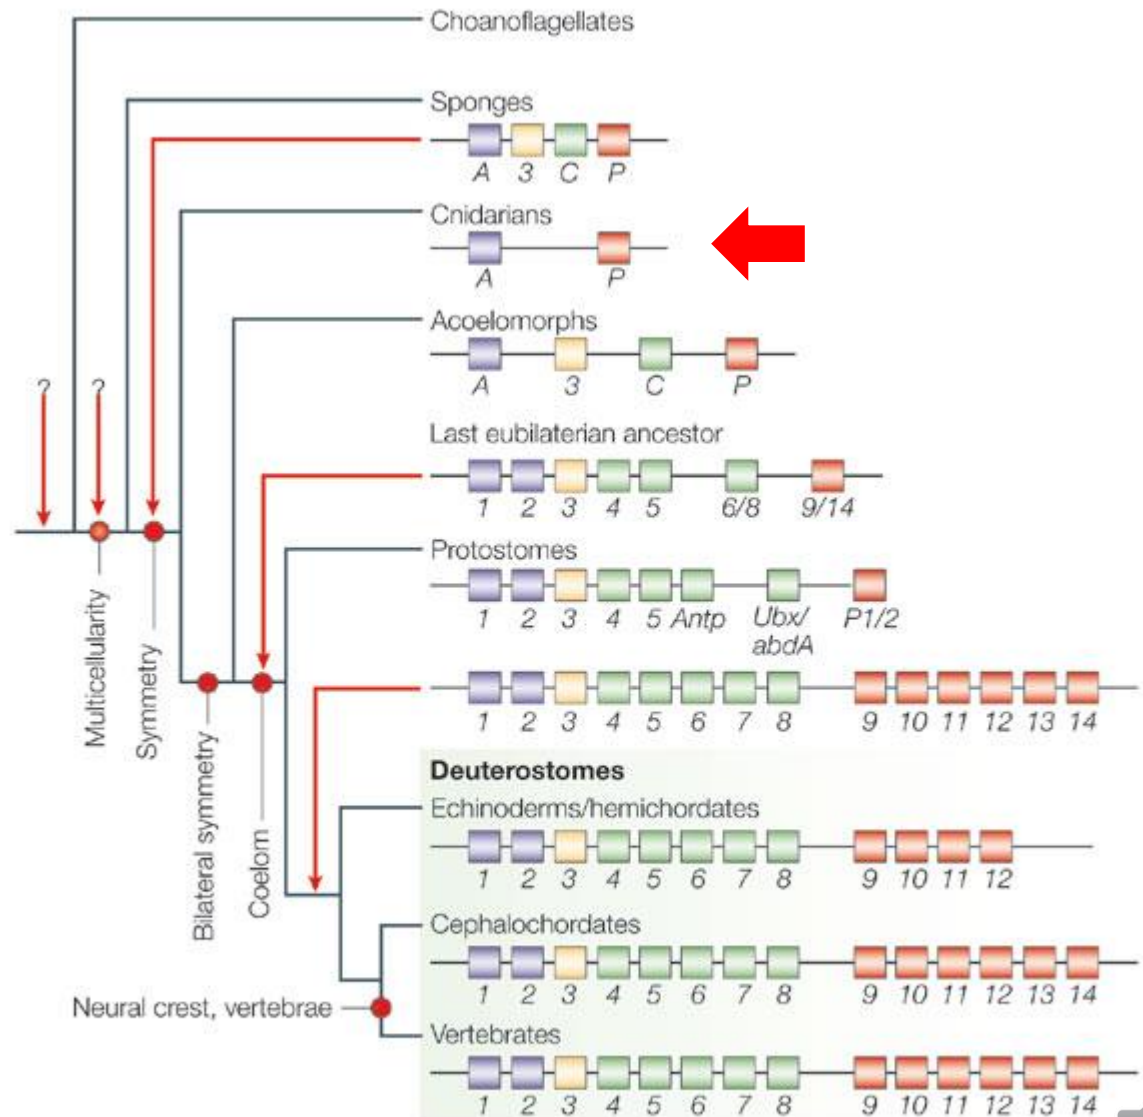 Choanoflagellates
Sponges
A 3 C P
Cnidarians
A P
Acoelomorphs
A 3 C P
? ?
Last eubilaterian ancestor
1 2 3 4 5 6/8 9/14
Protostomes
1 2 3 4 5 Antp Ubx/ P1/2
abdA
Multicellularity
Symmetry
Bilateral symmetry
Coelom
1 2 3 4 5 6 7 8 9 10 11 12 13 14
Deuterostomes
Echinoderms/hemichordates
1 2 3 4 5 6 7 8 9 10 11 12
Cephalochordates
1 2 3 4 5 6 7 8 9 10 11 12 13 14
Neural crest, vertebrae
Vertebrates
1 2 3 4 5 6 7 8 9 10 11 12 13 14